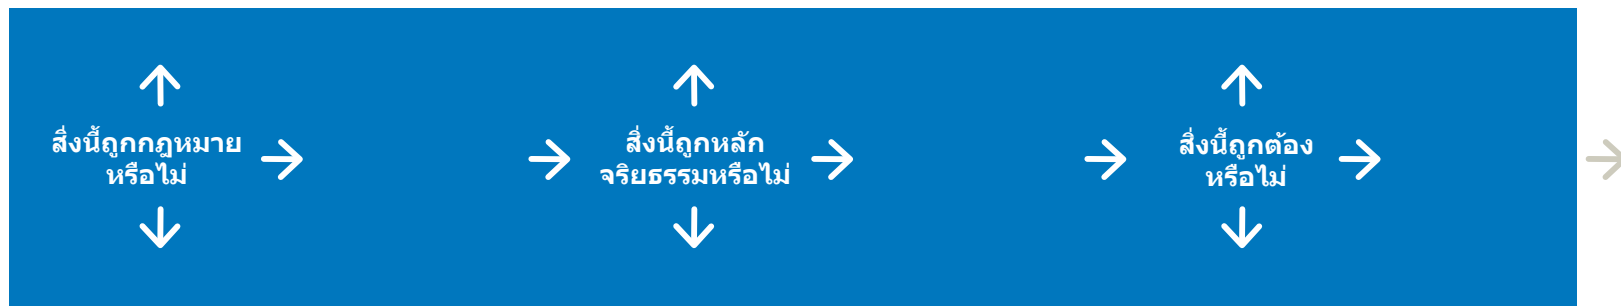 สิ่งนี้ถูกกฎหมาย
หรือไม่
สิ่งนี้ถูกหลัก
จริยธรรมหรือไม่
สิ่งนี้ถูกต้อง
หรือไม่